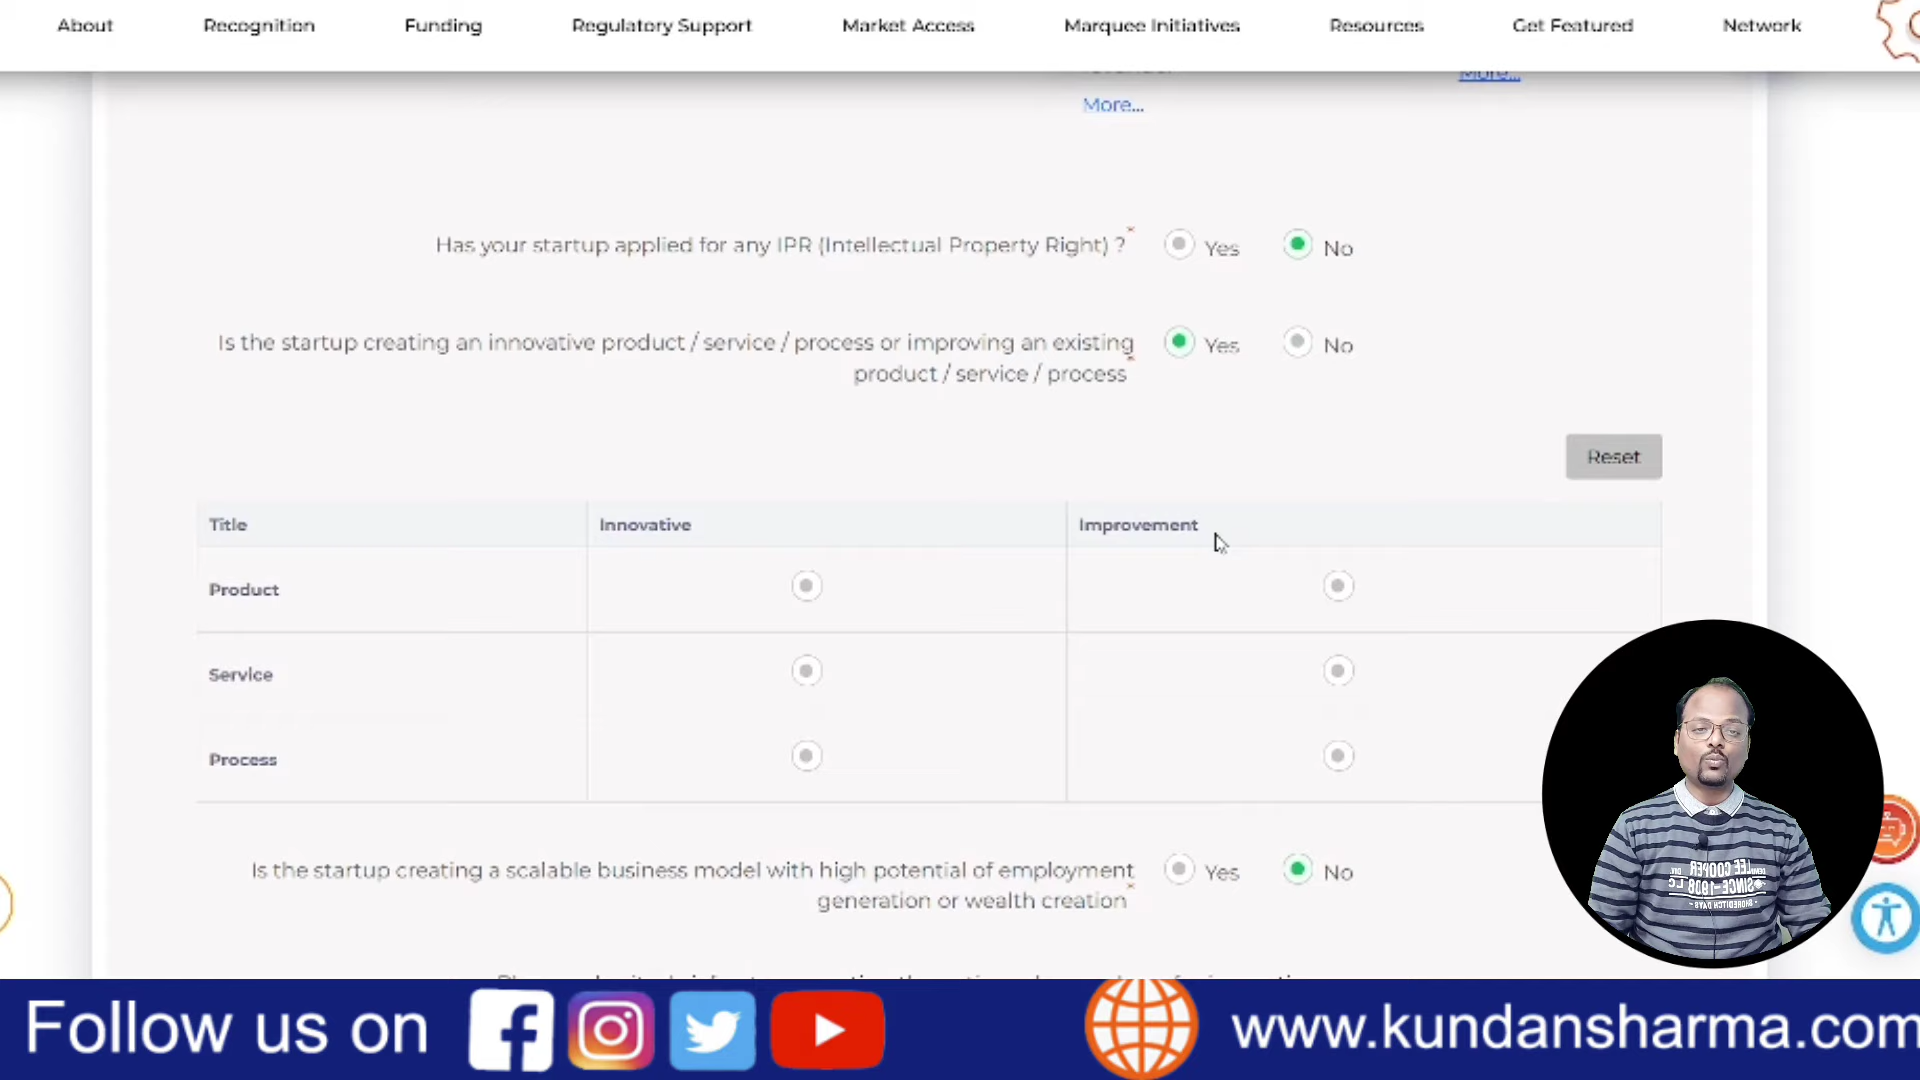 About Recognition Funding Regulatory Support Market Access Marquee Initiatives Resources Get Featured Network
More...
More...
Has your startup applied for any IPR (Intellectual Property Right) ?* Yes No
Is the startup creating an innovative product / service / process or improving an existing Yes No
product / service / process*
Reset
Title Innovative Improvement
Product
Service
Process
Is the startup creating a scalable business model with high potential of employment Yes No
generation or wealth creation*
Follow us on www.kundansharma.com